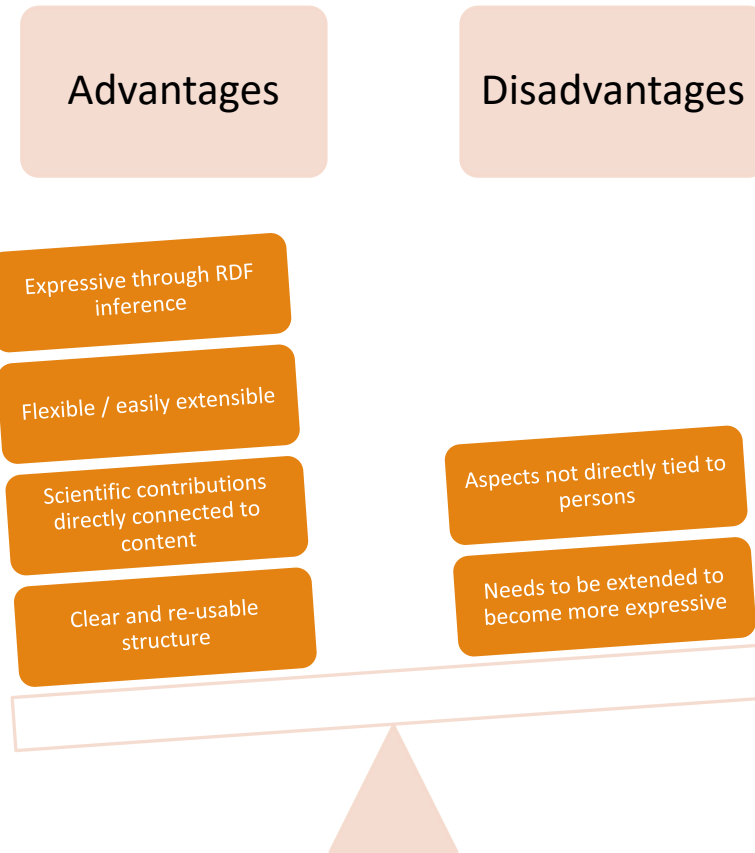 Advantages
Disadvantages
Expressive through RDF
inference
Flexible / easily extensible
Scientific contributions
directly connected to
content
Clear and re-usable
structure
Aspects not directly tied to
persons
Needs to be extended to
become more expressive